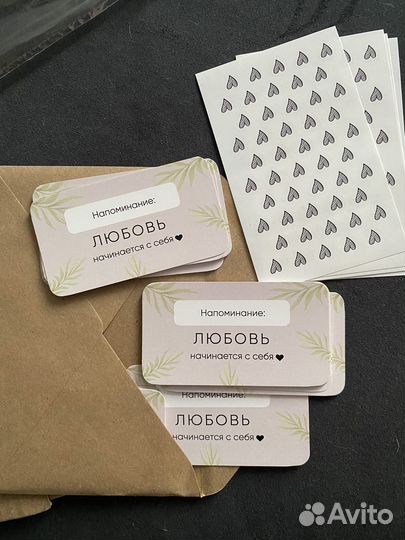 Напоминание:
ЛЮБОВЬ
начинается с себя
Напоминание:
ЛЮБОВЬ
начинается с себя
Напоминание:
ЛЮБОВЬ
начинается с себя
Avito